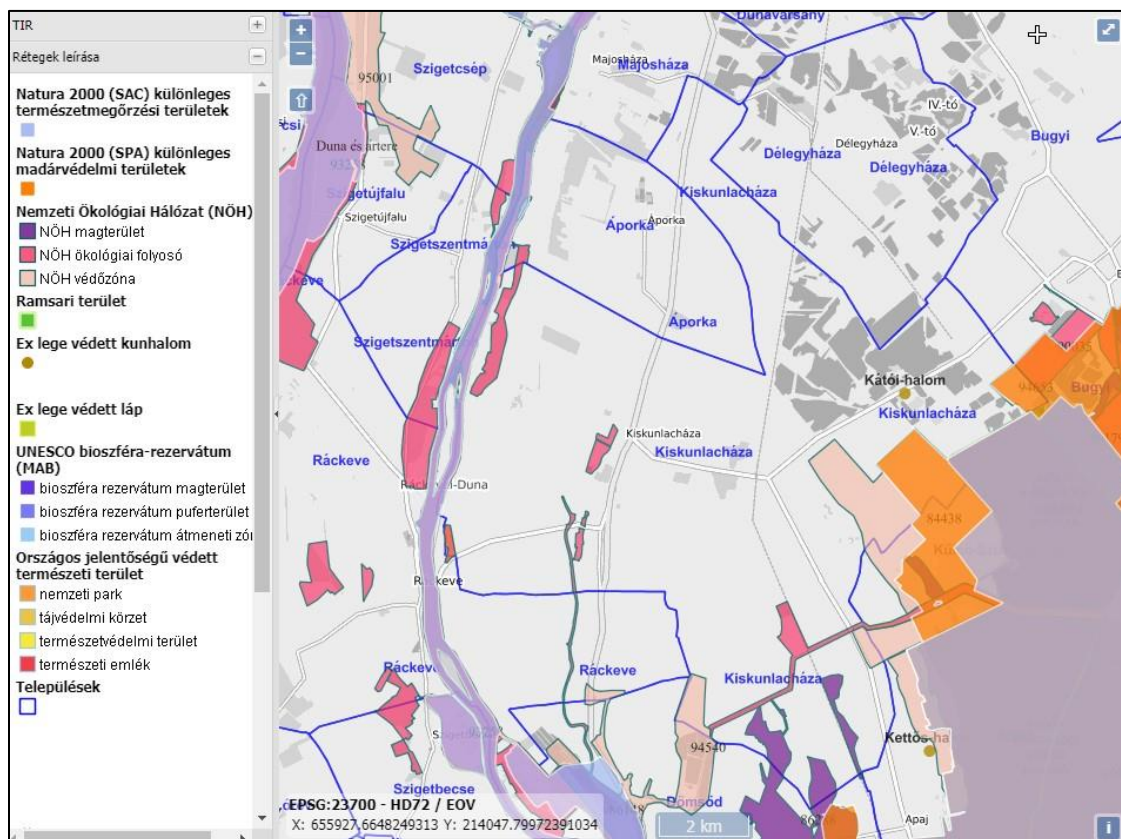 TIR
Rétegek leírása
Natura 2000 (SAC) különleges
természetmegőrzési területek
Natura 2000 (SPA) különleges
madárvédelmi területek
Nemzeti Ökológiai Hálózat (NÖH)
NÖH magterület
NÖH ökológiai folyosó
NÖH védőzóna
Ramsari terület
Ex lege védett kunhalom
Ex lege védett láp
UNESCO bioszféra-rezervátum
(MAB)
bioszféra rezervátum magterület
bioszféra rezervátum pufferterület
bioszféra rezervátum átmeneti zór
Országos jelentőségű védett
természeti terület
nemzeti park
tájvédelmi körzet
természetvédelmi terület
természeti emlék
Települések
Dunavarsány
Szigetcsép
Majosháza
Majosháza
95001
IV.-tó
V.-tó
Bugyi
Duna és ártere
Délegyháza
Délegyháza
Délegyháza
Szigetújfalu
Szigetújfalu
Kiskunlacháza
Áporka
Áporka
Szigetszentmá
Ráckeve
Áporka
Szigetszentmár
Kátói-halom
Kiskunlacháza
94685
Bugyi
Kiskunlacháza
Kiskunlacháza
Ráckeve
84438
Ráckeve
Ráckeve
Ráckeve
Kiskunlacháza
94540
Kettős-ha
Apaj
Szigetbecse
Dömsöd
EPSG:23700 - HD72 / EOV
X: 655927.6648249313 Y: 214047.79972391034
2 km